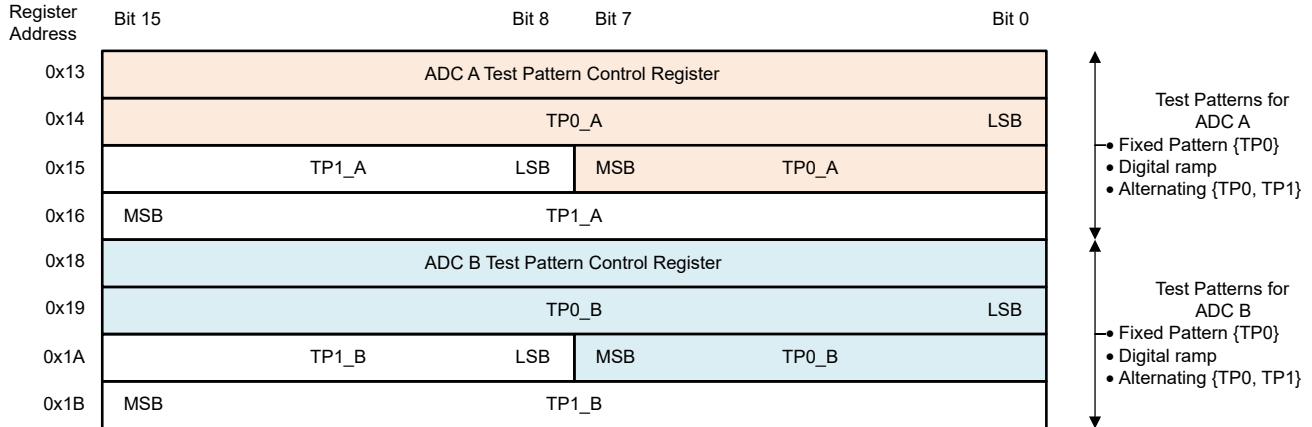 Register
Address
Bit 15
Bit 8
Bit 7
Bit 0
0x13
ADC A Test Pattern Control Register
0x14
TP0_A
LSB
0x15
TP1_A
LSB
MSB
TP0_A
0x16
MSB
TP1_A
Test Patterns for
ADC A
• Fixed Pattern {TP0}
• Digital ramp
• Alternating {TP0, TP1}
0x18
ADC B Test Pattern Control Register
0x19
TP0_B
LSB
0x1A
TP1_B
LSB
MSB
TP0_B
0x1B
MSB
TP1_B
Test Patterns for
ADC B
• Fixed Pattern {TP0}
• Digital ramp
• Alternating {TP0, TP1}